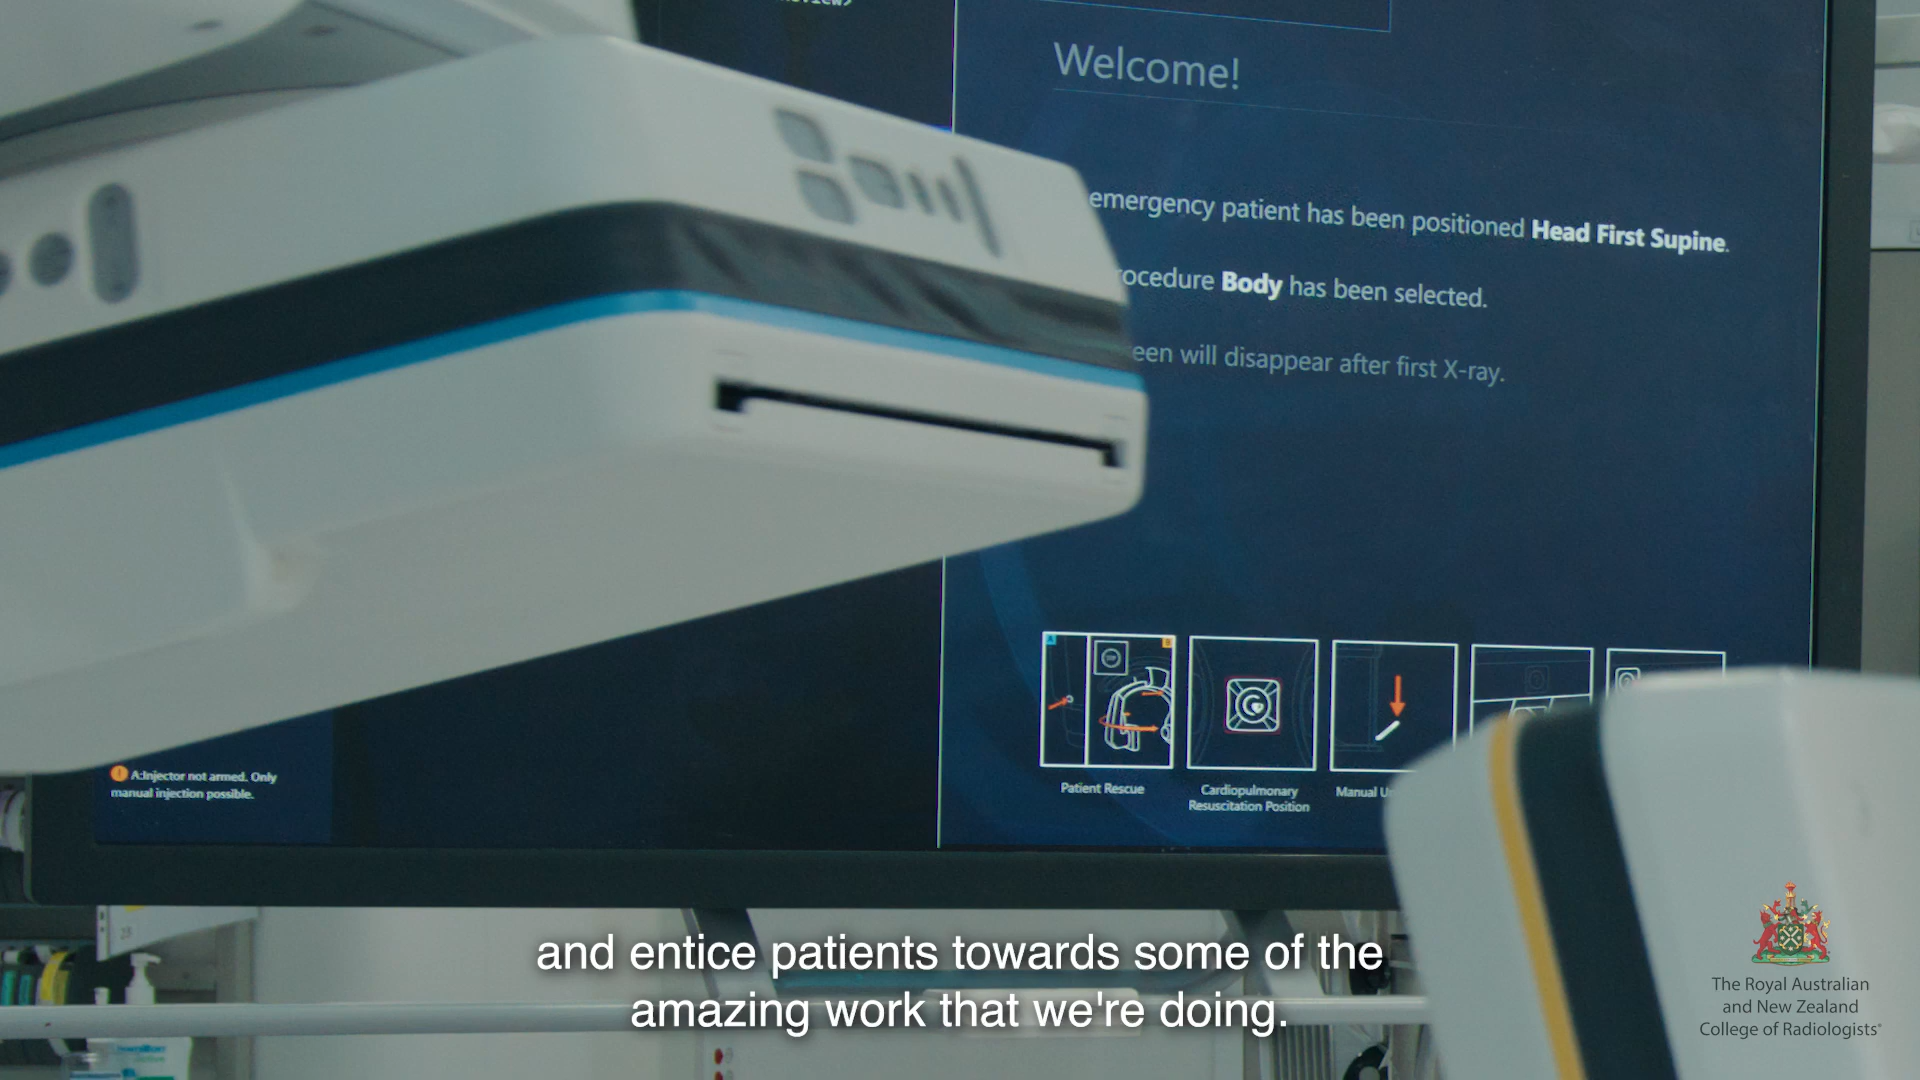 Welcome!
emergency patient has been positioned Head First Supine.
ocedure Body has been selected.
een will disappear after first X-ray.
A:Injector not armed. Only
manual injection possible.
Patient Rescue
Cardiopulmonary
Resuscitation Position
Manual
and entice patients towards some of the
amazing work that we're doing.
The Royal Australian
and New Zealand
College of Radiologists®